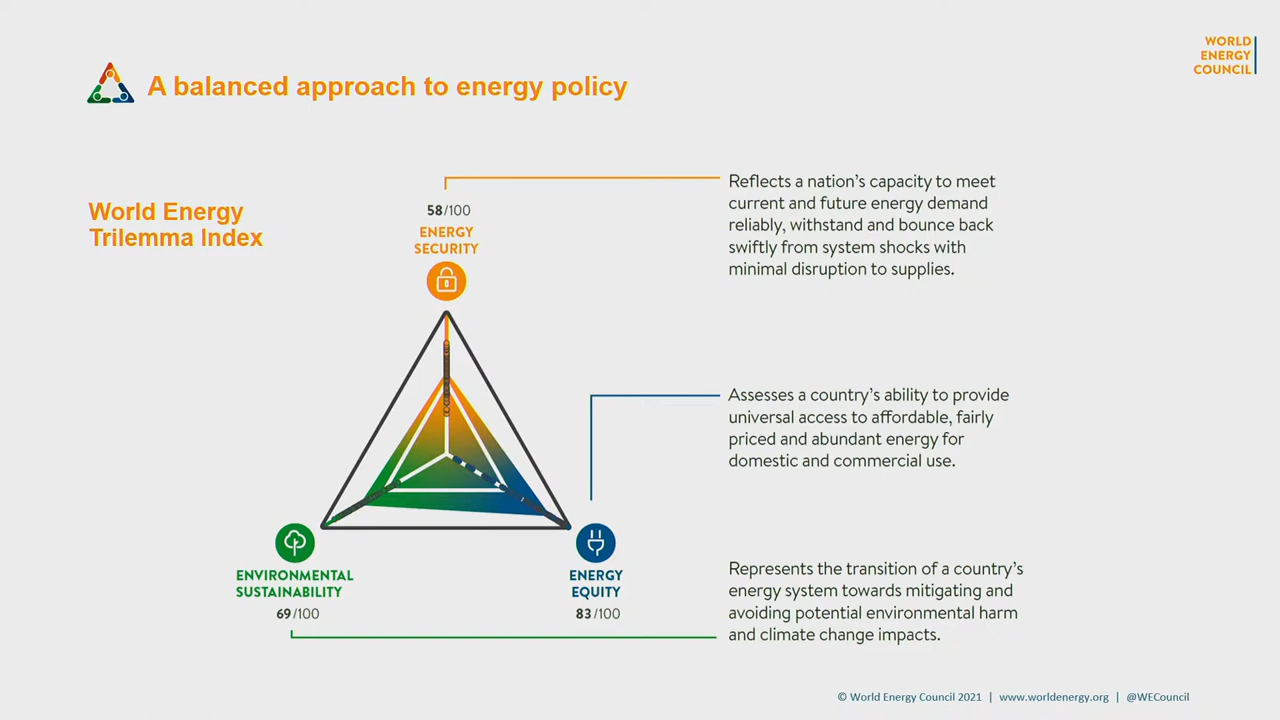 WORLD
ENERGY
COUNCIL
A balanced approach to energy policy
World Energy
Trilemma Index
58/100
ENERGY
SECURITY
Reflects a nation's capacity to meet
current and future energy demand
reliably, withstand and bounce back
swiftly from system shocks with
minimal disruption to supplies.
Assesses a country's ability to provide
universal access to affordable, fairly
priced and abundant energy for
domestic and commercial use.
ENVIRONMENTAL
SUSTAINABILITY
69/100
ENERGY
EQUITY
83/100
Represents the transition of a country's
energy system towards mitigating and
avoiding potential environmental harm
and climate change impacts.
© World Energy Council 2021 | www.worldenergy.org | @WECouncil